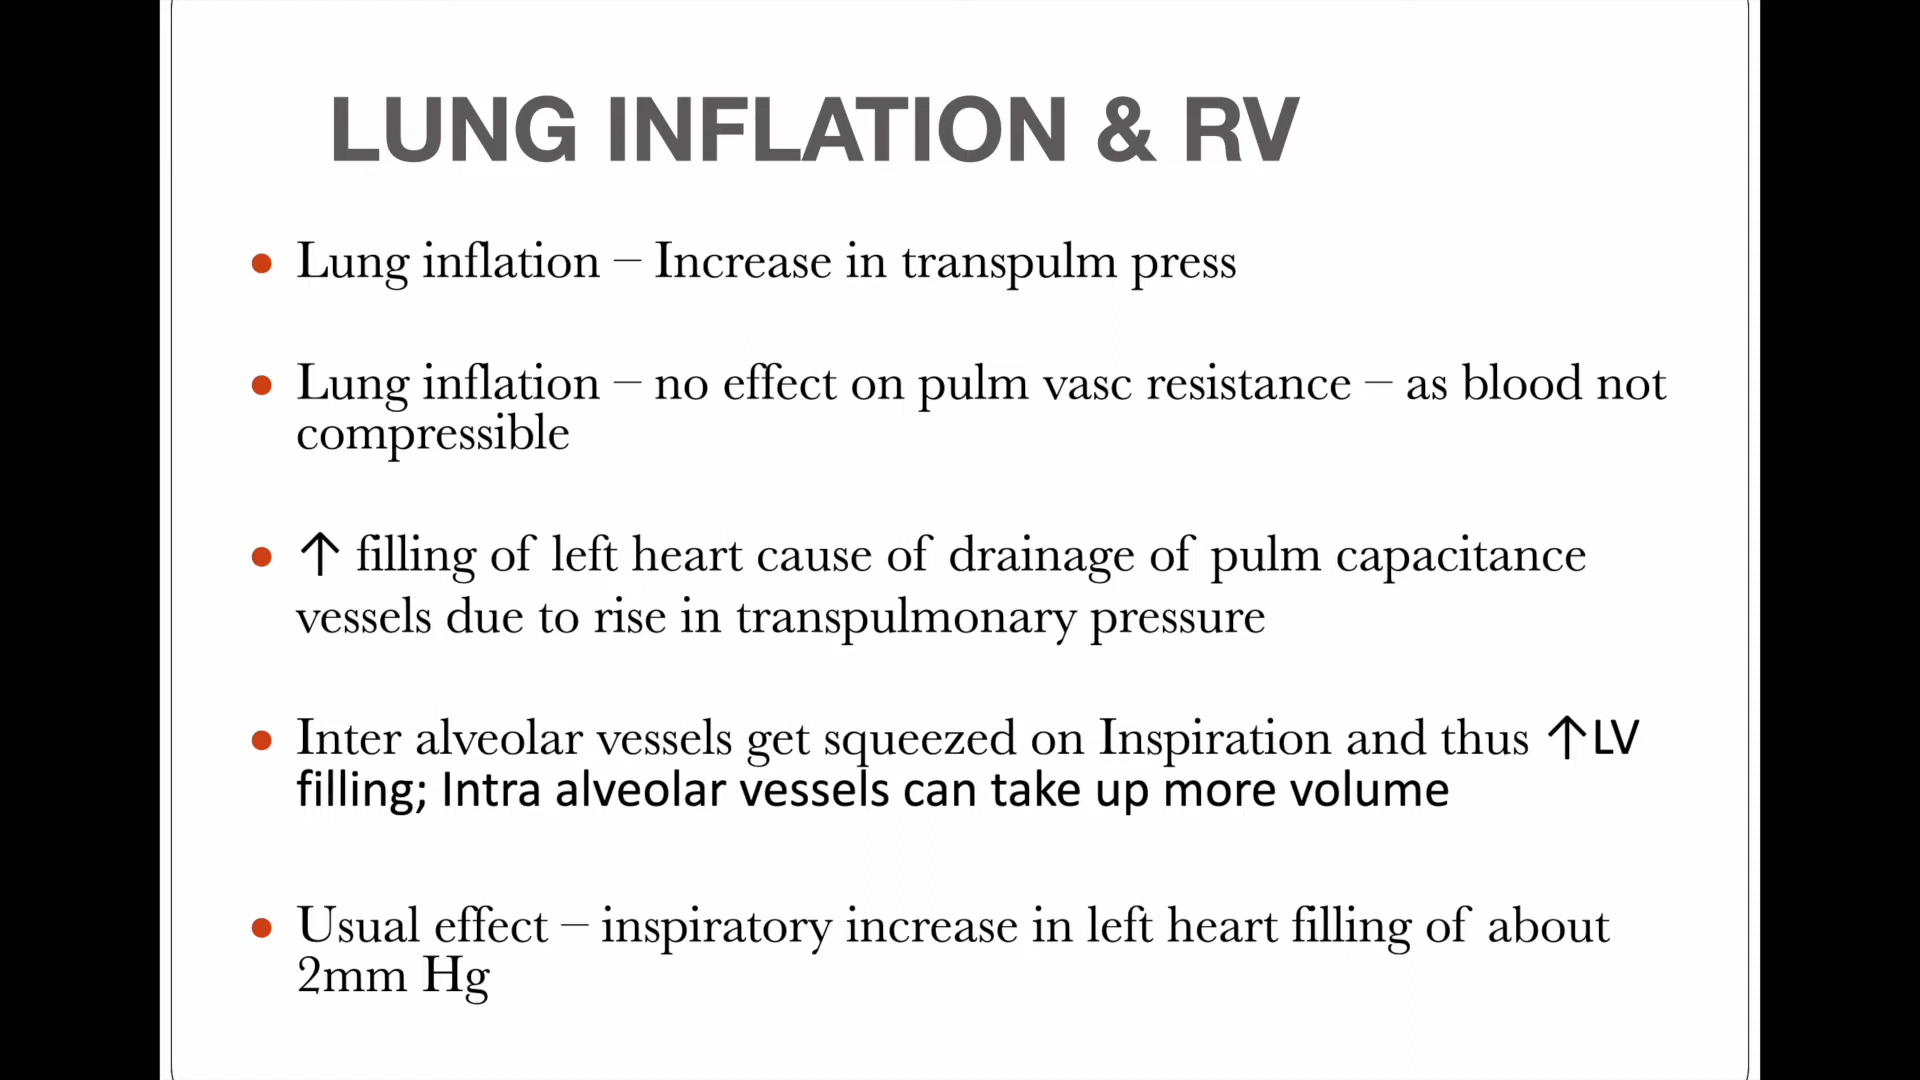 LUNG INFLATION & RV
• Lung inflation – Increase in transpulm press
• Lung inflation – no effect on pulm vasc resistance – as blood not
compressible
• ↑ filling of left heart cause of drainage of pulm capacitance
vessels due to rise in transpulmonary pressure
• Inter alveolar vessels get squeezed on Inspiration and thus ↑LV
filling; Intra alveolar vessels can take up more volume
• Usual effect – inspiratory increase in left heart filling of about
2mm Hg